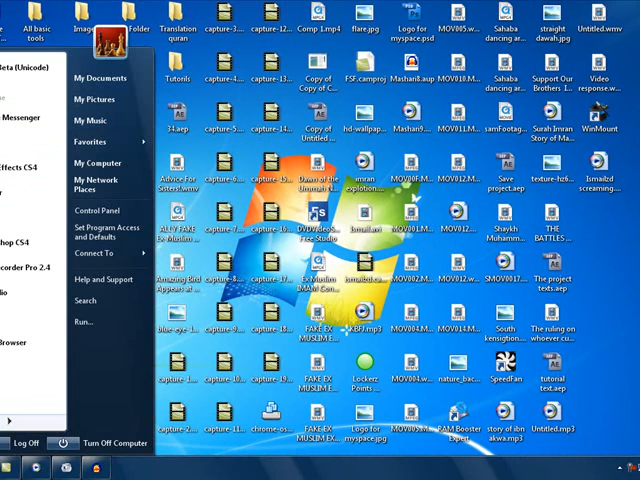 All basic
tools
Folder
Translation
quran
capture-3...
capture-12...
Comp 1.mp4
flare.jpg
Logo for
myspace.psd
MOV005.w...
Sahaba
dancing ar...
straight
dawah.jpg
Untitled.wmv
Beta (Unicode)
Messenger
Effects CS4
shop CS4
corder Pro 2.4
Browser
My Documents
My Pictures
My Music
Favorites
My Computer
My Network
Places
Control Panel
Set Program Access
and Defaults
Connect To
Help and Support
Search
Run...
Log Off
Turn Off Computer
Tutorils
capture-4...
capture-13...
Copy of
Copy of C...
FSF.camproj
Mashari8.aup
MOV010.M...
Sahaba
dancing ar...
Support Our
Brothers I...
Video
response.w...
34.aep
capture-5...
capture-14...
Copy of
Untitled ...
hd-wallpap...
Mashari9....
MOV011.M...
samFootag...
Surah Imran
Story of Ma...
WinMount
Advice For
Sisters!.wmv
capture-6...
capture-15...
Dawn of the
Ummah N...
imran
explotion....
MOV00F.M...
MOV012.M...
Save
project.aep
texture-hz6...
Ismailzd
screaming....
ALLY FAKE
Ex-Muslim ...
capture-7...
capture-16...
DVDVideoS...
Free Studio
Ismail.avi
MOV001.M...
MOV012....
Shaykh
Muhamm...
THE
BATTLES ...
Amazing Bird
Appears at ...
capture-8...
capture-17...
Ex Muslim
IMAM Con...
MOV002.M...
MOV012.w...
SMOV0017...
The project
texts.aep
blue-eye-1...
capture-9...
capture-18...
FAKE EX
MUSLIM E...
KBFJ.mp3
MOV004.M...
MOV014.M...
South
kensigtion....
The ruling on
whoever cu...
capture-1...
capture-10...
capture-19...
FAKE EX
MUSLIM E...
Lockerz
Points ...
MOV004.w...
nature_bac...
SpeedFan
tutorial
text.aep
capture-2...
capture-11...
chrome-os...
FAKE EX
MUSLIM EX...
Logo for
myspace.jpg
MOV005.M...
RAM Booster
Expert
story of ibn
akwa.mp3
Untitled.mp3